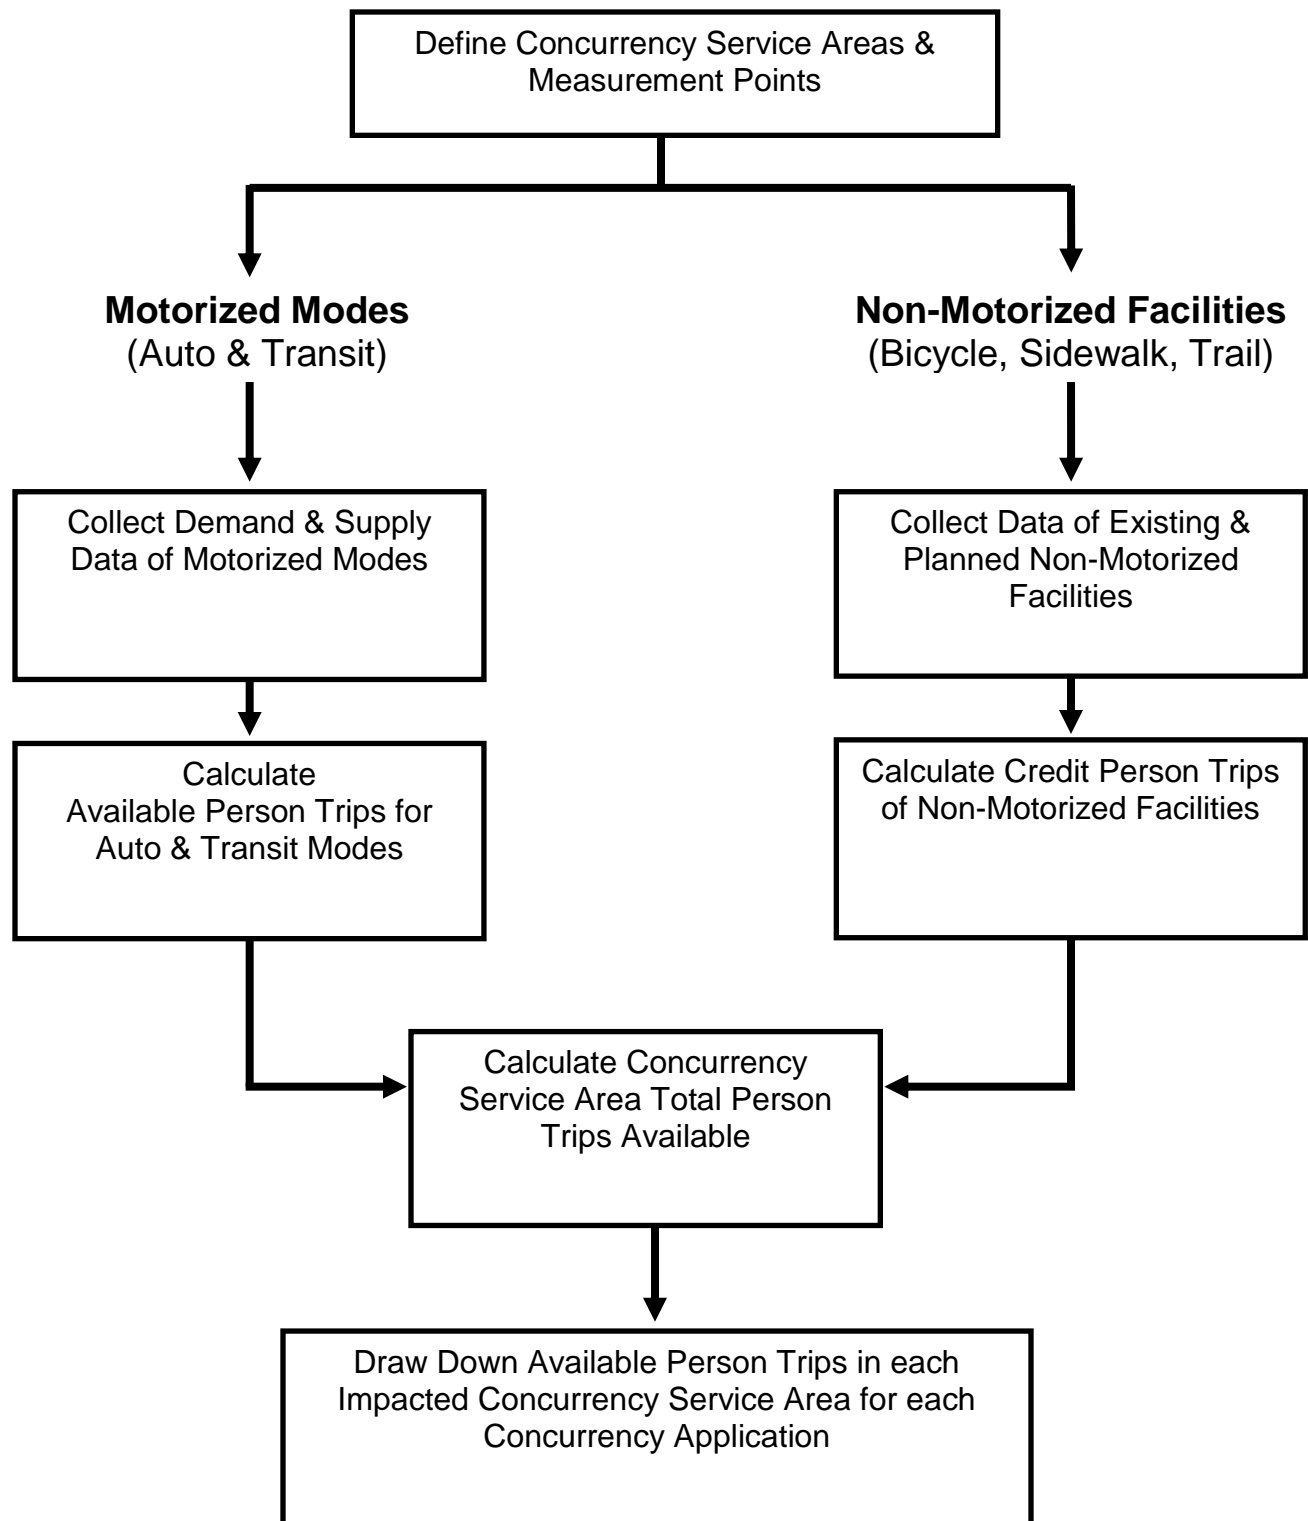 Define Concurrency Service Areas &
Measurement Points
Motorized Modes
(Auto & Transit)
Non-Motorized Facilities
(Bicycle, Sidewalk, Trail)
Collect Demand & Supply
Data of Motorized Modes
Collect Data of Existing &
Planned Non-Motorized
Facilities
Calculate
Available Person Trips for
Auto & Transit Modes
Calculate Credit Person Trips
of Non-Motorized Facilities
Calculate Concurrency
Service Area Total Person
Trips Available
Draw Down Available Person Trips in each
Impacted Concurrency Service Area for each
Concurrency Application